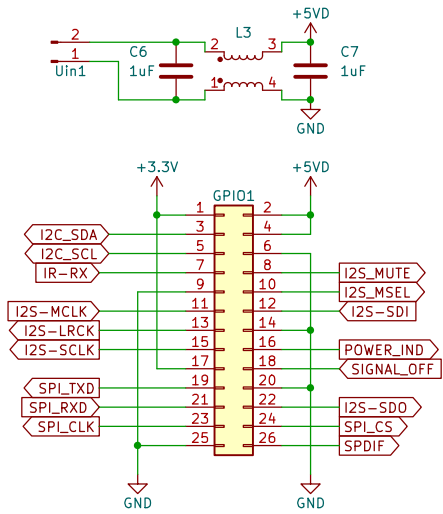 +5VD
L3
2
2 3
C6 C7
1
1uF 1uF
Uin1
1 4
GND
+3.3V +5VD
GPIO1
1 2
I2C_SDA 3 4
I2C_SCL 5 6
IR-RX 7 8 I2S_MUTE
9 10 I2S_MSEL
I2S-MCLK 11 12 I2S-SDI
I2S-LRCK 13 14
I2S-SCLK 15 16 POWER_IND
17 18 SIGNAL_OFF
SPI_TXD 19 20
SPI_RXD 21 22 I2S-SDO
SPI_CLK 23 24 SPI_CS
25 26 SPDIF
GND GND